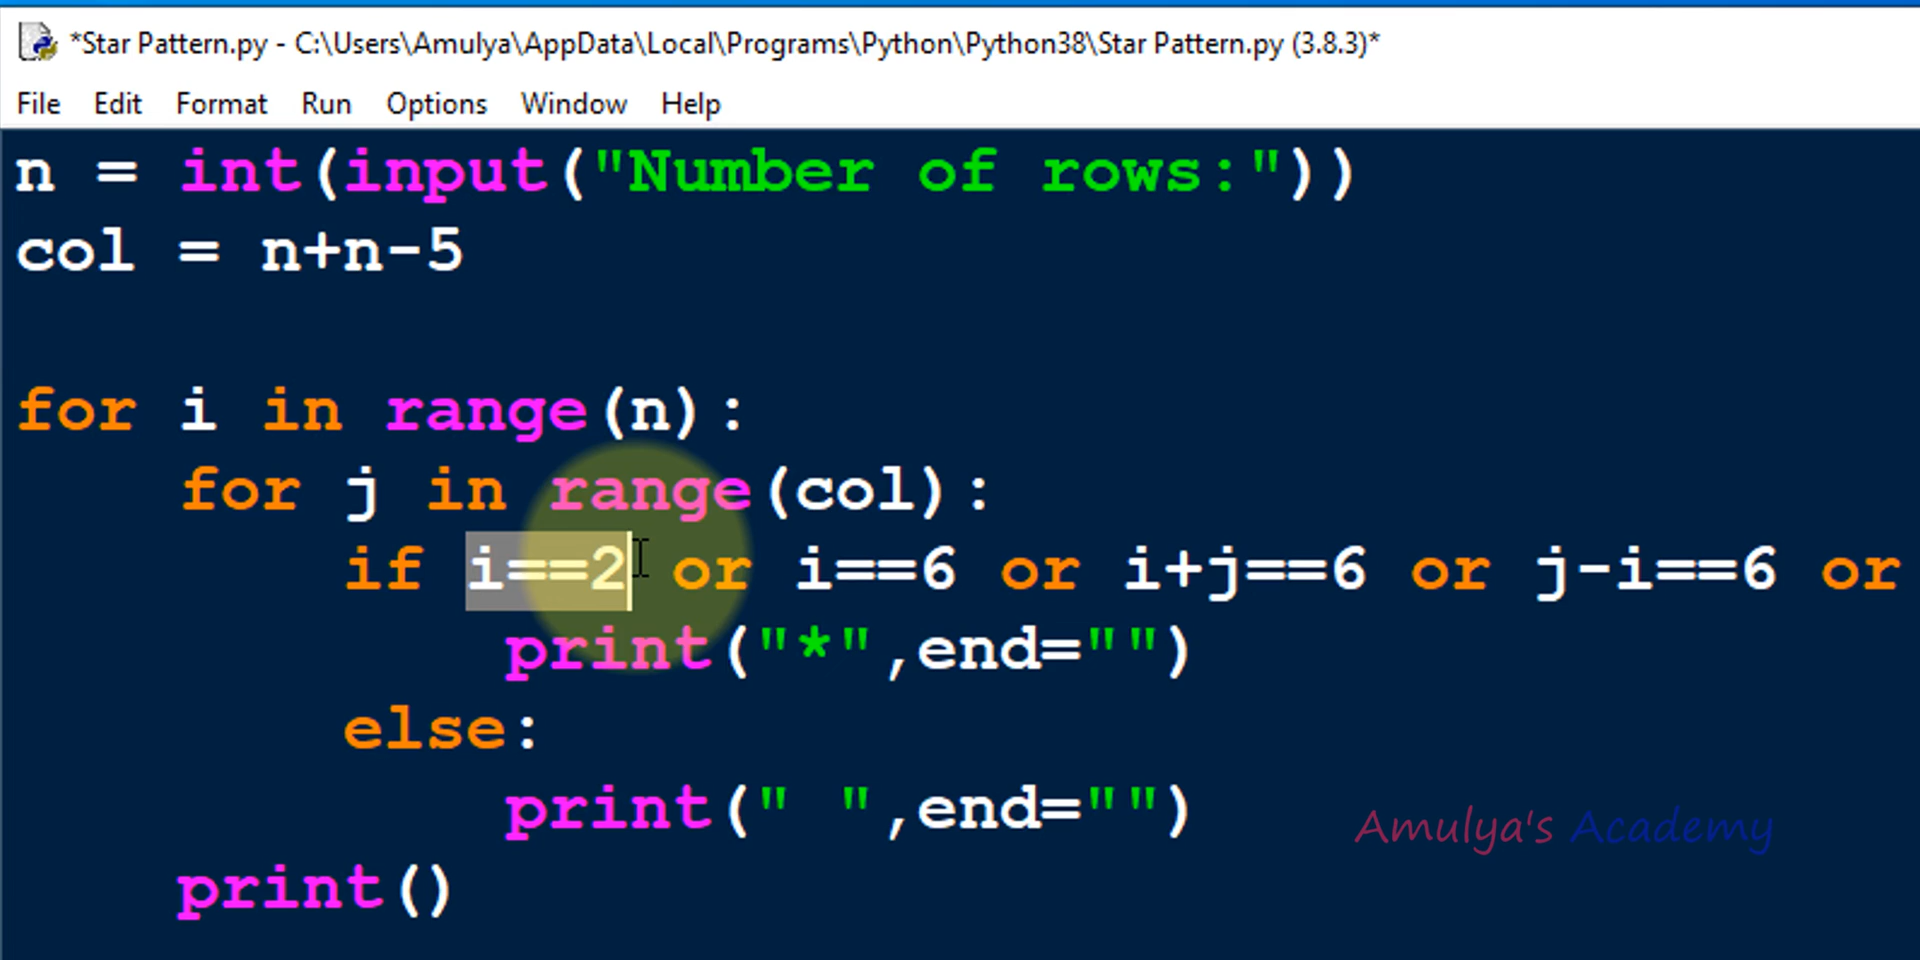 *Star Pattern.py - C:\Users\Amulya\AppData\Local\Programs\Python\Python38\Star Pattern.py (3.8.3)*
File Edit Format Run Options Window Help
n = int(input("Number of rows:"))
col = n+n-5
for i in range(n):
    for j in range(col):
        if i==2 or i==6 or i+j==6 or j-i==6 or
            print("*",end="")
        else:
            print(" ",end="")
    print()
Amulya's Academy